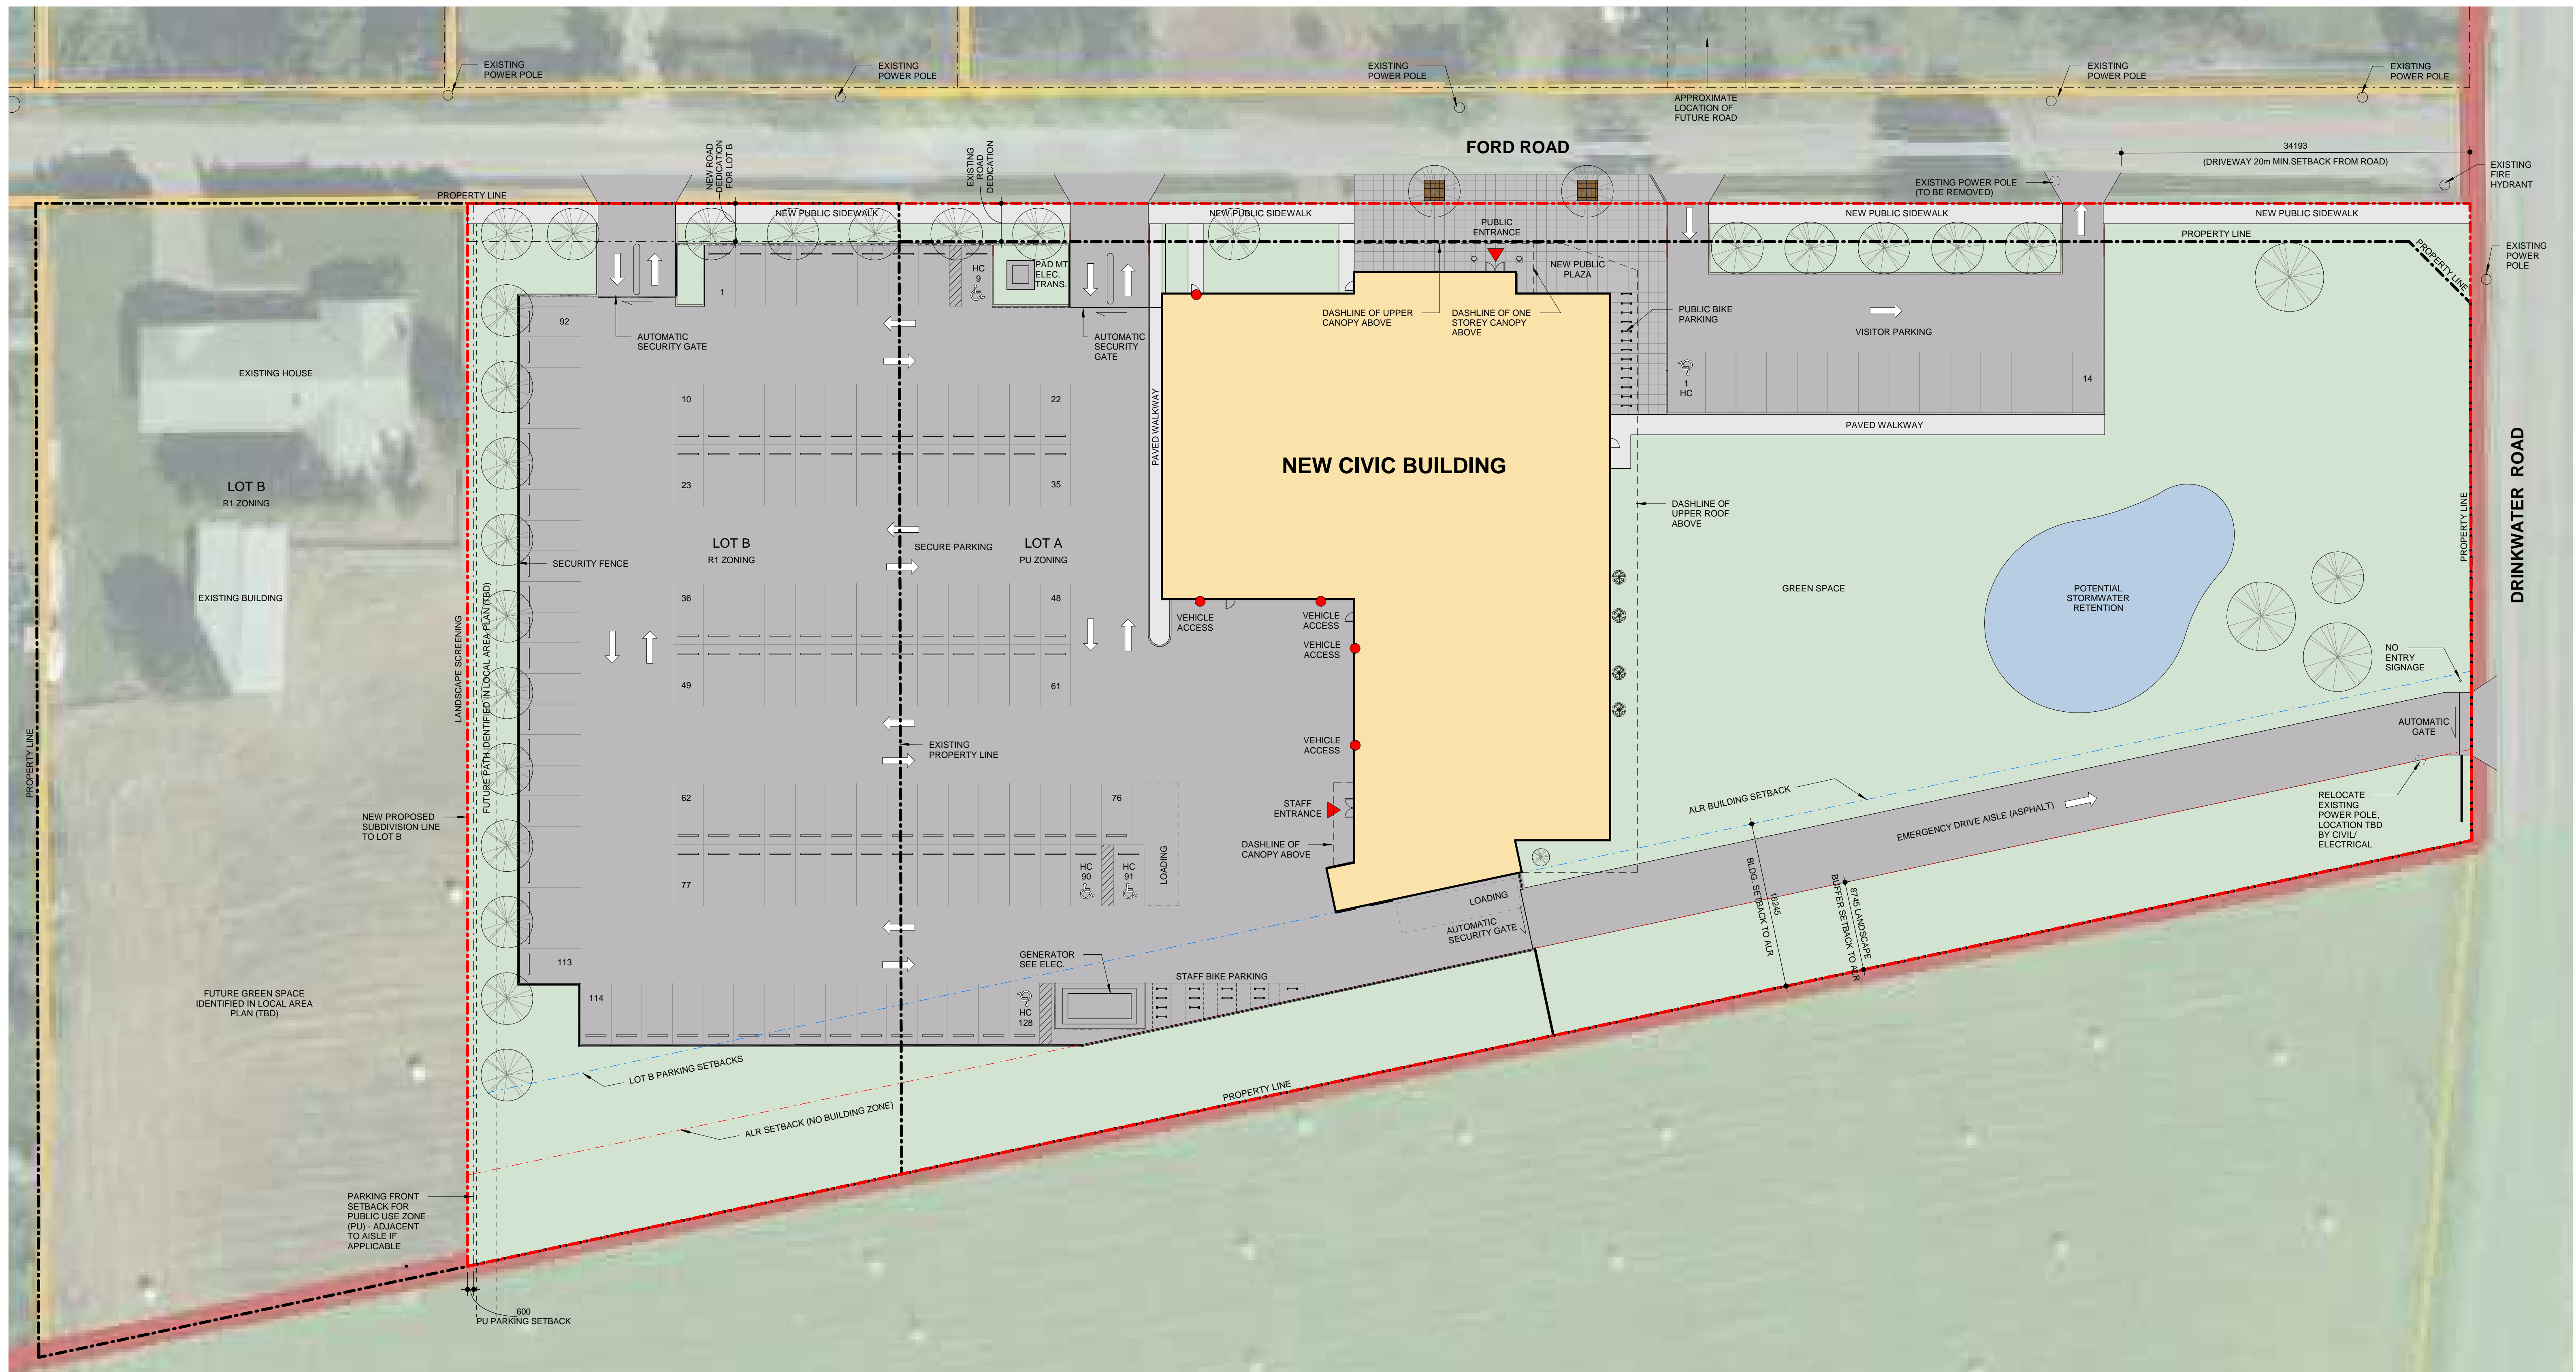 EXISTING
POWER POLE
EXISTING
POWER POLE
EXISTING
POWER POLE
EXISTING
POWER POLE
EXISTING
POWER POLE
APPROXIMATE
LOCATION OF
FUTURE ROAD
FORD ROAD
34193
(DRIVEWAY 20m MIN.SETBACK FROM ROAD)
EXISTING
FIRE
HYDRANT
NEW ROAD
DEDICATION
FOR LOT B
EXISTING
ROAD
DEDICATION
EXISTING POWER POLE
(TO BE REMOVED)
PROPERTY LINE
NEW PUBLIC SIDEWALK
NEW PUBLIC SIDEWALK
PUBLIC
ENTRANCE
NEW PUBLIC SIDEWALK
NEW PUBLIC SIDEWALK
PROPERTY LINE
PROPERTY LINE
EXISTING
POWER
POLE
HC
9
PAD MT
ELEC.
TRANS.
NEW PUBLIC
PLAZA
1
92
AUTOMATIC
SECURITY GATE
AUTOMATIC
SECURITY
GATE
DASHLINE OF UPPER
CANOPY ABOVE
DASHLINE OF ONE
STOREY CANOPY
ABOVE
PUBLIC BIKE
PARKING
VISITOR PARKING
EXISTING HOUSE
1
HC
14
10
22
PAVED WALKWAY
PAVED WALKWAY
NEW CIVIC BUILDING
DRINKWATER ROAD
LOT B
R1 ZONING
23
35
DASHLINE OF
UPPER ROOF
ABOVE
PROPERTY LINE
LOT B
R1 ZONING
SECURE PARKING
LOT A
PU ZONING
SECURITY FENCE
EXISTING BUILDING
36
48
VEHICLE
ACCESS
VEHICLE
ACCESS
VEHICLE
ACCESS
GREEN SPACE
POTENTIAL
STORMWATER
RETENTION
NO
ENTRY
SIGNAGE
LANDSCAPE SCREENING
FUTURE PATH IDENTIFIED IN LOCAL AREA PLAN (TBD)
49
61
AUTOMATIC
GATE
PROPERTY LINE
EXISTING
PROPERTY LINE
VEHICLE
ACCESS
62
76
STAFF
ENTRANCE
ALR BUILDING SETBACK
EMERGENCY DRIVE AISLE (ASPHALT)
RELOCATE
EXISTING
POWER POLE,
LOCATION TBD
BY CIVIL/
ELECTRICAL
NEW PROPOSED
SUBDIVISION LINE
TO LOT B
DASHLINE OF
CANOPY ABOVE
LOADING
HC
90
HC
91
77
16245
BLDG. SETBACK TO ALR
8745 LANDSCAPE
BUFFER SETBACK TO ALR
LOADING
AUTOMATIC
SECURITY GATE
GENERATOR
SEE ELEC.
113
STAFF BIKE PARKING
114
HC
128
FUTURE GREEN SPACE
IDENTIFIED IN LOCAL AREA
PLAN (TBD)
LOT B PARKING SETBACKS
PROPERTY LINE
ALR SETBACK (NO BUILDING ZONE)
PARKING FRONT
SETBACK FOR
PUBLIC USE ZONE
(PU) - ADJACENT
TO AISLE IF
APPLICABLE
600
PU PARKING SETBACK